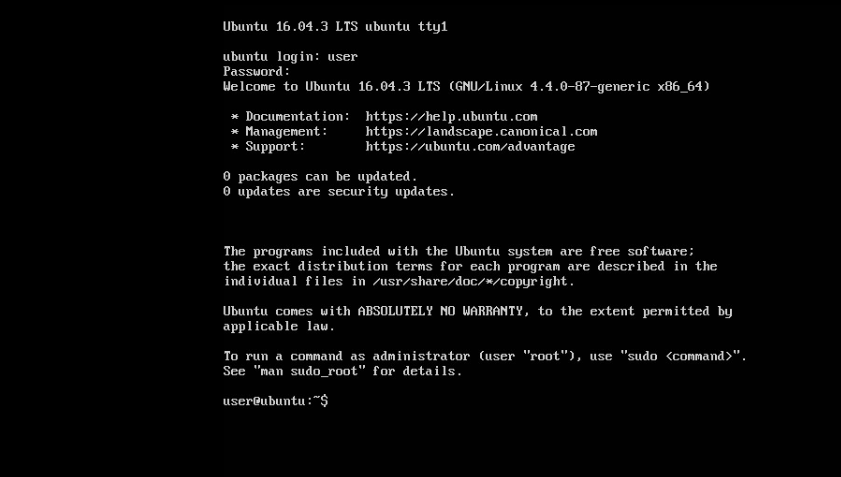 Ubuntu 16.04.3 LTS ubuntu tty1
ubuntu login: user
Password:
Welcome to Ubuntu 16.04.3 LTS (GNU/Linux 4.4.0-87-generic x86_64)
* Documentation:  https://help.ubuntu.com
* Management:     https://landscape.canonical.com
* Support:        https://ubuntu.com/advantage
0 packages can be updated.
0 updates are security updates.
The programs included with the Ubuntu system are free software;
the exact distribution terms for each program are described in the
individual files in /usr/share/doc/*/copyright.
Ubuntu comes with ABSOLUTELY NO WARRANTY, to the extent permitted by
applicable law.
To run a command as administrator (user "root"), use "sudo <command>".
See "man sudo_root" for details.
user@ubuntu:~$